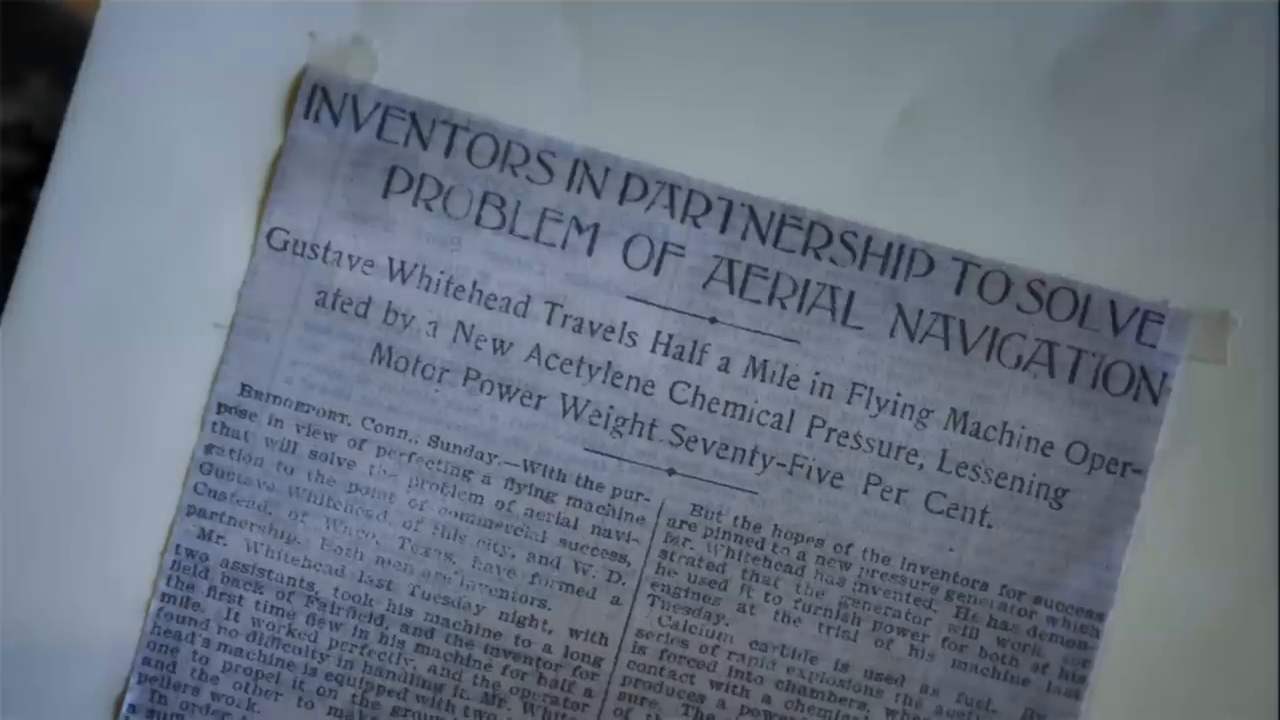 INVENTORS IN PARTNERSHIP TO SOLVE
PROBLEM OF AERIAL NAVIGATION
Gustave Whitehead Travels Half a Mile in Flying Machine Oper-
ated by a New Acetylene Chemical Pressure, Lessening
Motor Power Weight Seventy-Five Per Cent.
BRIDGEPORT, Conn., Sunday.—With the pur-
pose in view of perfecting a flying machine
that will solve the problem of aerial navi-
gation to the point of commercial success,
Gustave Whitehead, of this city, and W. D.
Custead, of Waco, Texas, have formed a
partnership. Both men are inventors.
Mr. Whitehead last Tuesday night, with
two assistants, took his machine to a long
field back of Fairfield, and the inventor for
the first time flew in his machine for half a
mile. It worked perfectly, and the operator
found no difficulty in handling it. Mr. White-
head's machine is equipped with two
one to propel it on the ground
and the other to make
pellers work.
In order
a sum
But the hopes of the inventors for success
are pinned to a new pressure generator which
Mr. Whitehead has invented. He has demon-
strated that the generator will work, for
he used it to furnish power for both of his
engines at the trial of his machine last
Tuesday.
Calcium carbide is used as fuel. By
series of rapid explosions the
is forced into chambers,
contact with a chemical
produces a
sure. The
of the